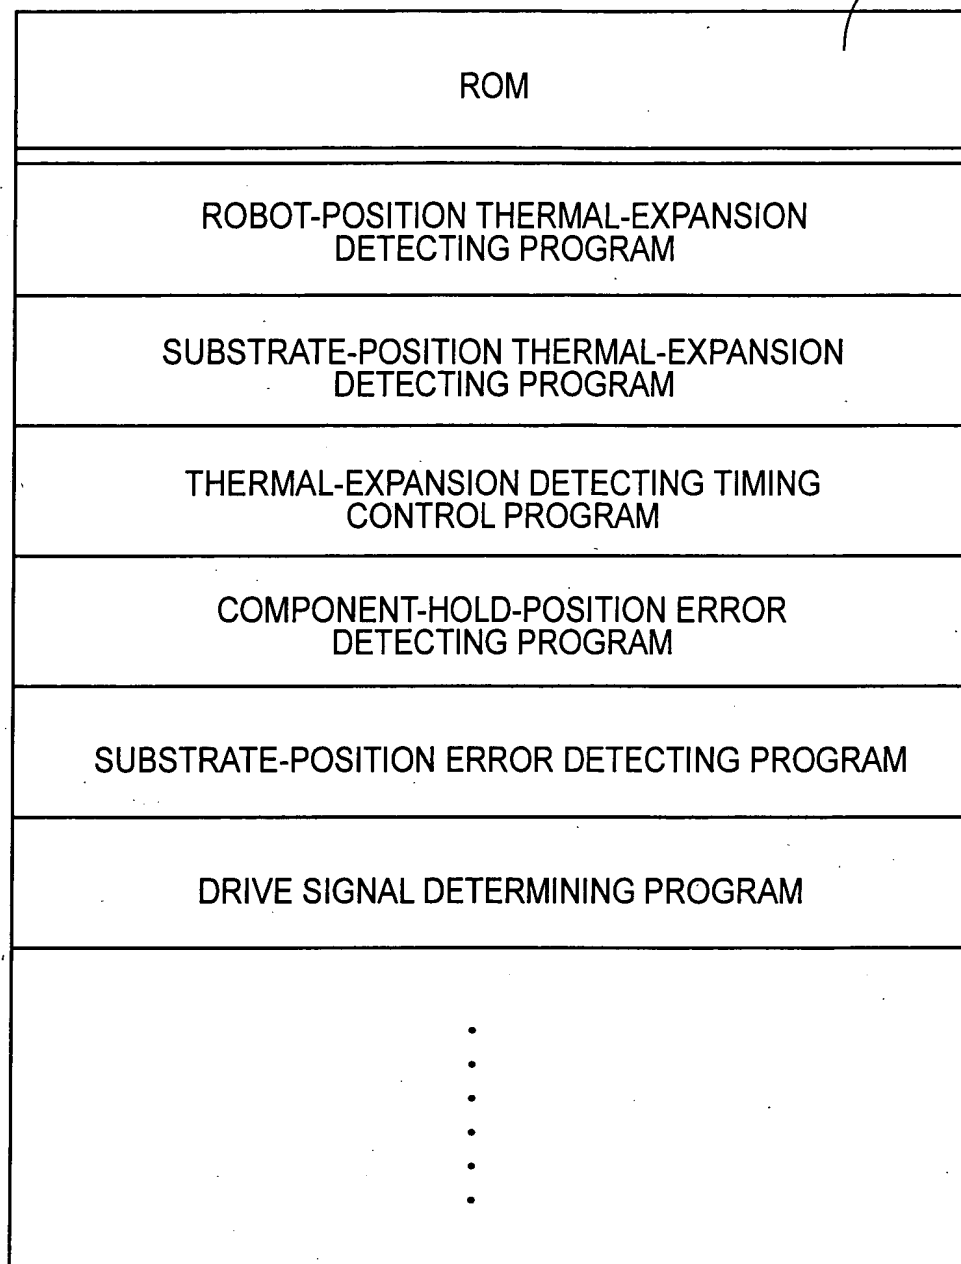 ROM
ROBOT-POSITION THERMAL-EXPANSION
DETECTING PROGRAM
SUBSTRATE-POSITION THERMAL-EXPANSION
DETECTING PROGRAM
THERMAL-EXPANSION DETECTING TIMING
CONTROL PROGRAM
COMPONENT-HOLD-POSITION ERROR
DETECTING PROGRAM
SUBSTRATE-POSITION ERROR DETECTING PROGRAM
DRIVE SIGNAL DETERMINING PROGRAM